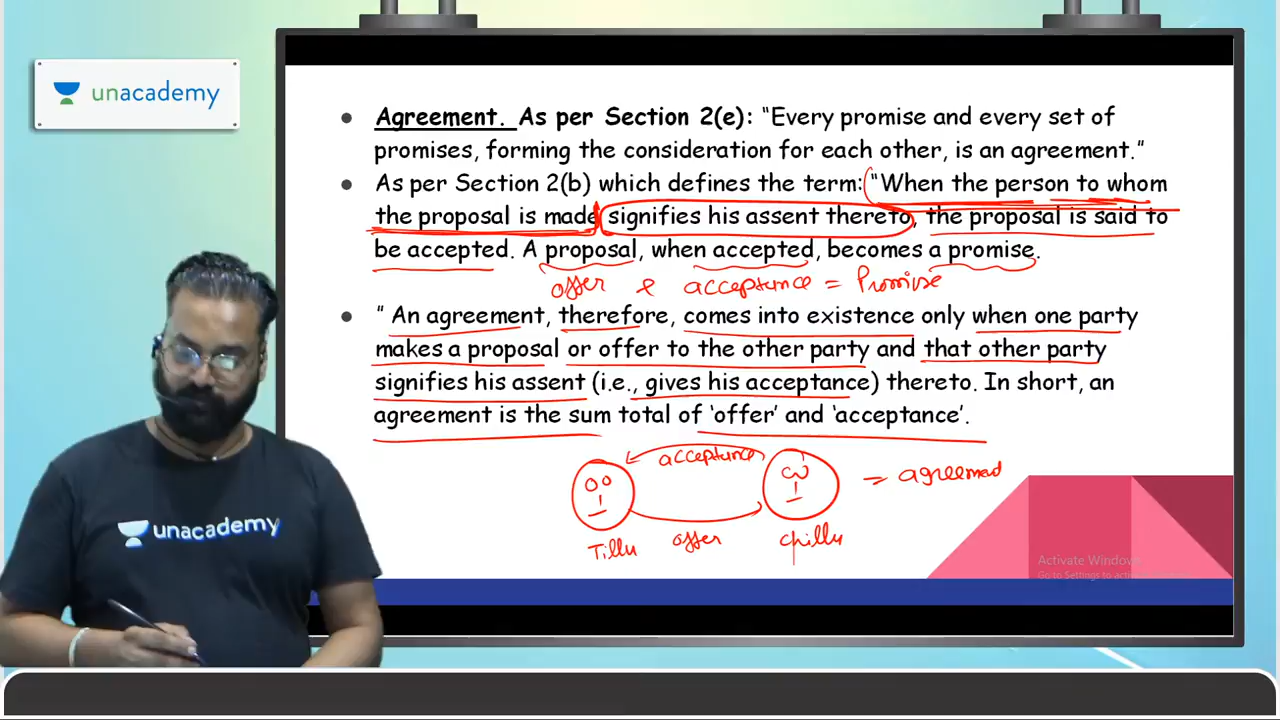 unacademy
• Agreement. As per Section 2(e): “Every promise and every set of
promises, forming the consideration for each other, is an agreement.”
• As per Section 2(b) which defines the term: “When the person to whom
the proposal is made signifies his assent thereto, the proposal is said to
be accepted. A proposal, when accepted, becomes a promise.
offer & acceptance = Promise
• “ An agreement, therefore, comes into existence only when one party
makes a proposal or offer to the other party and that other party
signifies his assent (i.e., gives his acceptance) thereto. In short, an
agreement is the sum total of ‘offer’ and ‘acceptance’.
acceptance
= agreement
Tillu offer Chillu
unacademy
Activate Windows